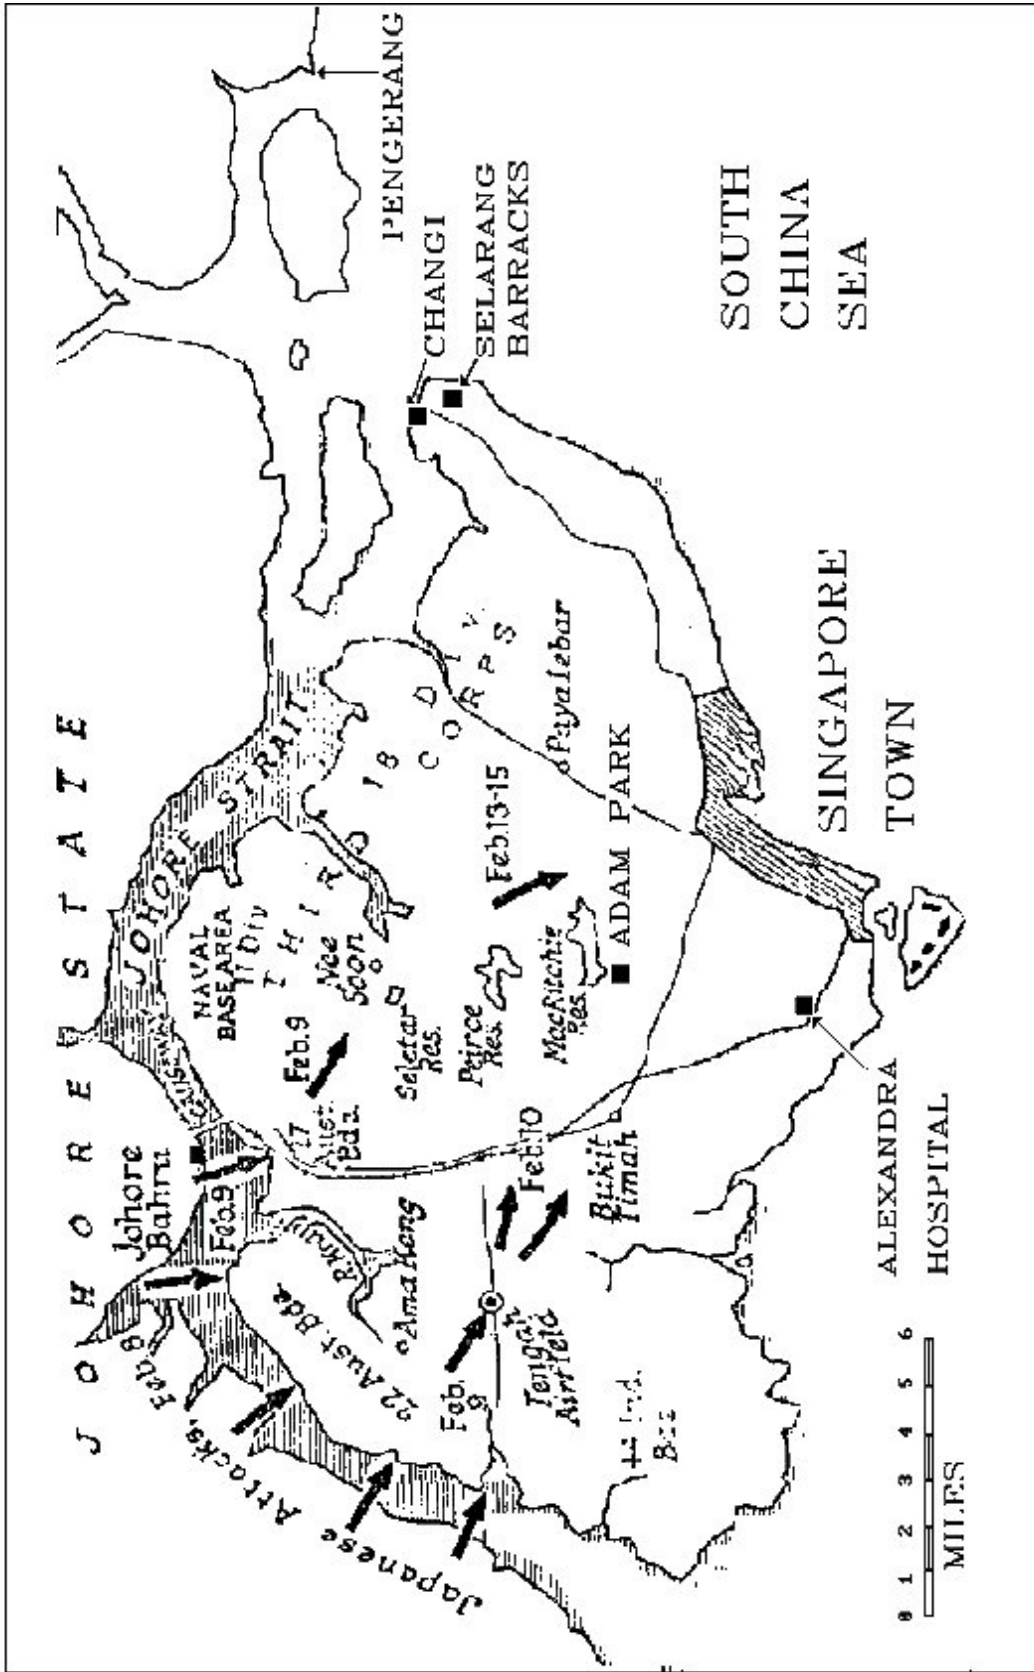 JOHORE STATE
JOHORE STRAIT
PENGERANG
Johore
Bahru
CAUSEWAY
NAVAL
BASE AREA
11 Div
THIRD CORPS
18 DIV
Nee
Soon
CHANGI
SELARANG
BARRACKS
Japanese Attacks,
Feb 8
Feb. 9
22 Aust. Bde
R. Kranji
27
Aust.
Bda.
Feb. 9
Seletar
Res.
Peirce
Res.
MacRitchie
Res.
Feb. 13-15
Payalebar
ADAM PARK
Ama Keng
Feb.
9
Tengah
Airfield
Feb 10
Bukit
Timah
44 Ind.
Bde
SOUTH
CHINA
SEA
SINGAPORE
TOWN
ALEXANDRA
HOSPITAL
0 1 2 3 4 5 6
MILES